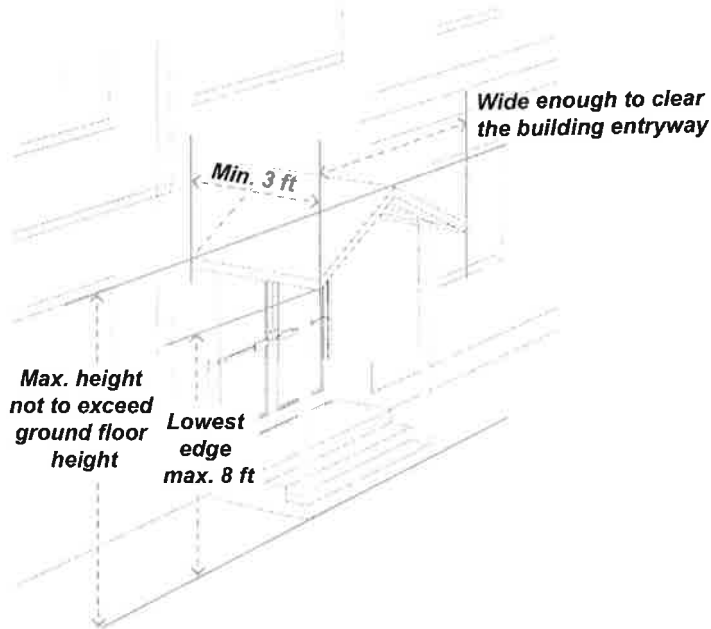 Wide enough to clear
the building entryway
Min. 3 ft
Max. height
not to exceed
ground floor
height
Lowest
edge
max. 8 ft